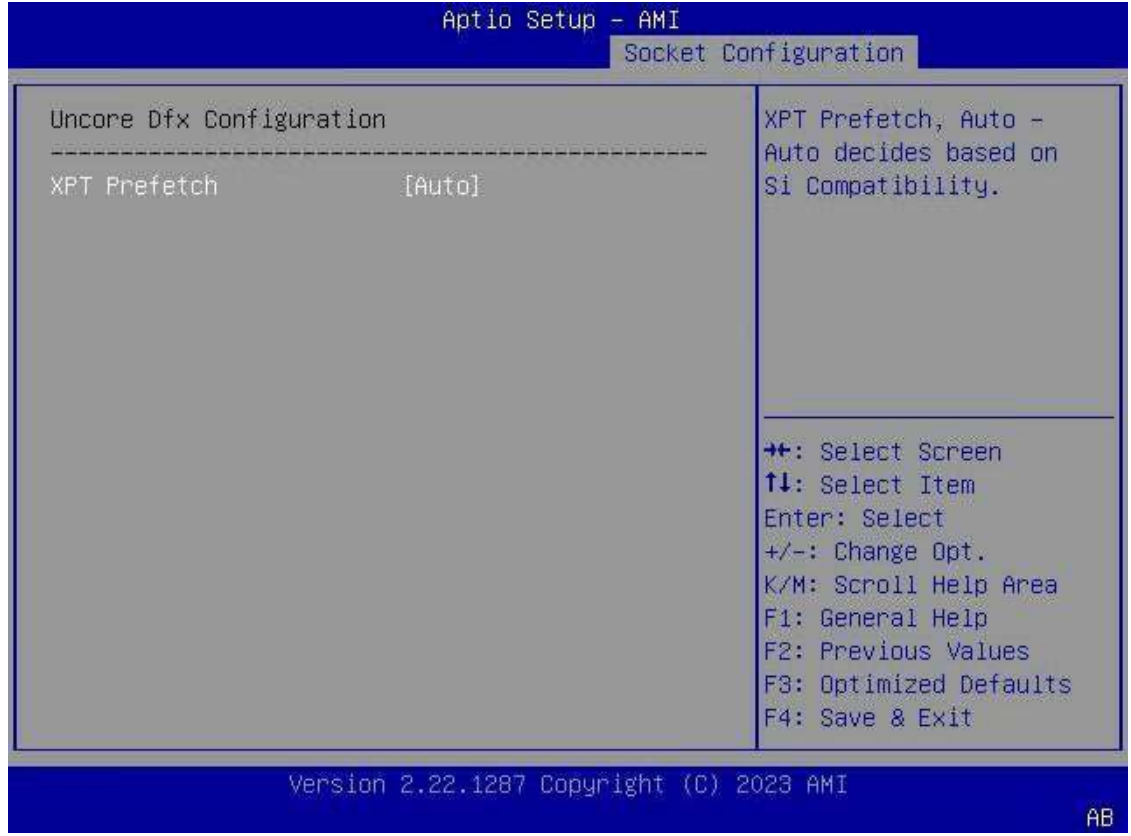 Aptio Setup – AMI
Socket Configuration
Uncore Dfx Configuration
------------------------------------------------
XPT Prefetch [Auto]
XPT Prefetch, Auto –
Auto decides based on
Si Compatibility.
→←: Select Screen
↑↓: Select Item
Enter: Select
+/-: Change Opt.
K/M: Scroll Help Area
F1: General Help
F2: Previous Values
F3: Optimized Defaults
F4: Save & Exit
Version 2.22.1287 Copyright (C) 2023 AMI
AB